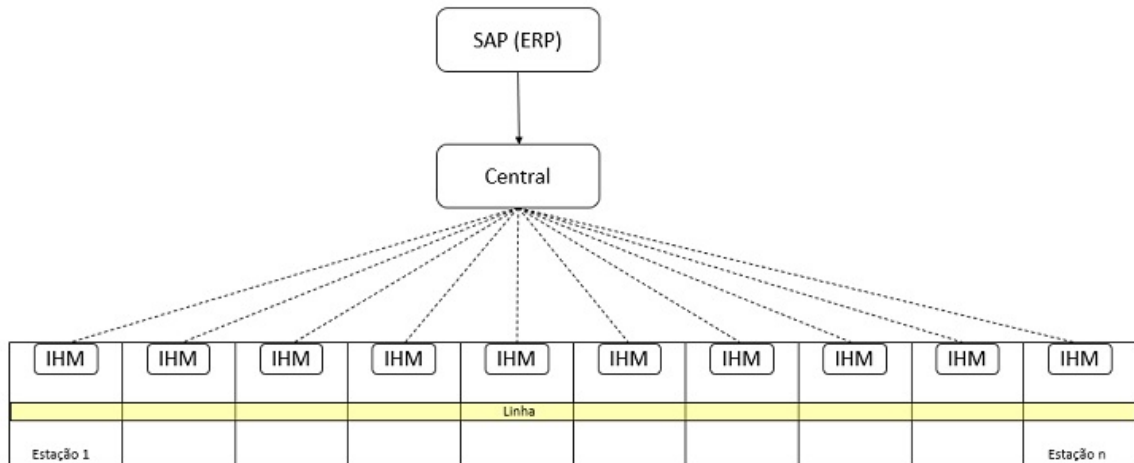 SAP (ERP)
Central
IHM IHM IHM IHM IHM IHM IHM IHM IHM IHM
Linha
Estação 1 Estação n